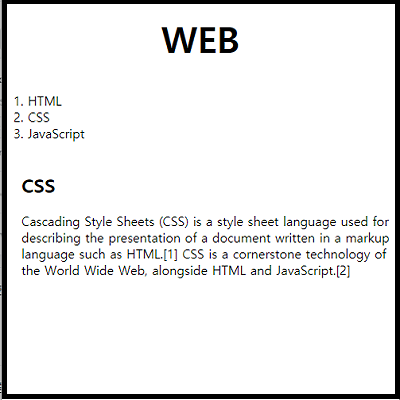 WEB
1. HTML
2. CSS
3. JavaScript
CSS
Cascading Style Sheets (CSS) is a style sheet language used for
describing the presentation of a document written in a markup
language such as HTML.[1] CSS is a cornerstone technology of
the World Wide Web, alongside HTML and JavaScript.[2]